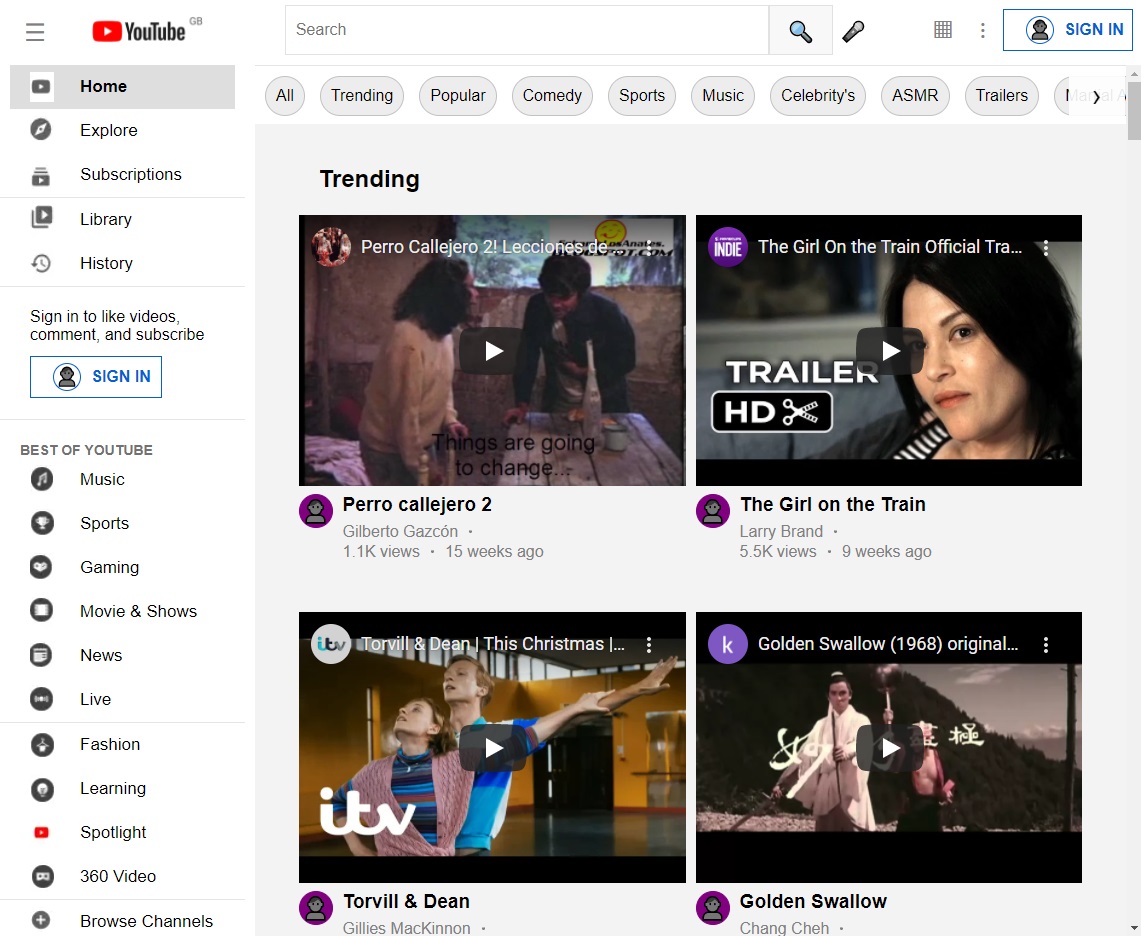 YouTube GB
Search
SIGN IN
Home
Explore
Subscriptions
Library
History
Sign in to like videos,
comment, and subscribe
SIGN IN
BEST OF YOUTUBE
Music
Sports
Gaming
Movie & Shows
News
Live
Fashion
Learning
Spotlight
360 Video
Browse Channels
All
Trending
Popular
Comedy
Sports
Music
Celebrity's
ASMR
Trailers
Trending
Perro Callejero 2! Lecciones de...
Things are going
to change...
Perro callejero 2
Gilberto Gazcón •
1.1K views • 15 weeks ago
INDIE
The Girl On the Train Official Tra...
TRAILER
HD
The Girl on the Train
Larry Brand •
5.5K views • 9 weeks ago
itv
Torvill & Dean | This Christmas |...
itv
Torvill & Dean
Gillies MacKinnon •
k
Golden Swallow (1968) original...
Golden Swallow
Chang Cheh •